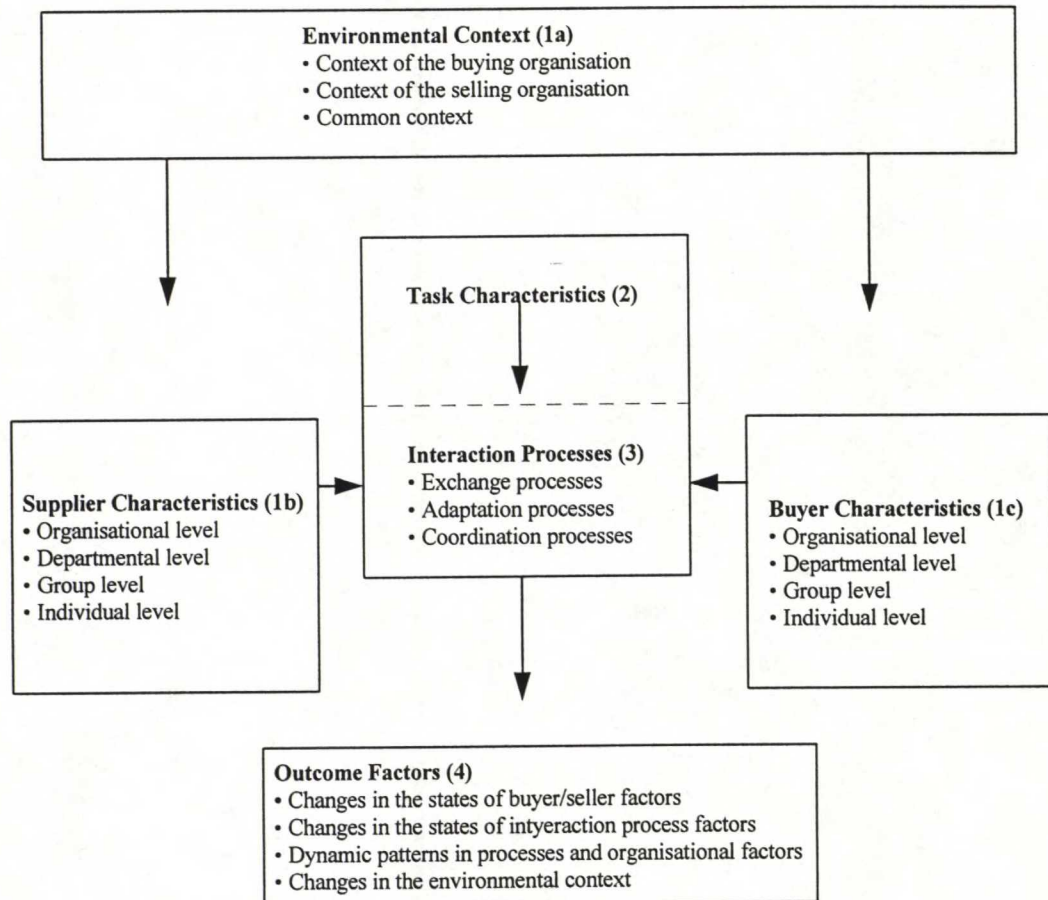 Environmental Context (1a)
• Context of the buying organisation
• Context of the selling organisation
• Common context
Task Characteristics (2)
Interaction Processes (3)
• Exchange processes
• Adaptation processes
• Coordination processes
Supplier Characteristics (1b)
• Organisational level
• Departmental level
• Group level
• Individual level
Buyer Characteristics (1c)
• Organisational level
• Departmental level
• Group level
• Individual level
Outcome Factors (4)
• Changes in the states of buyer/seller factors
• Changes in the states of intyeraction process factors
• Dynamic patterns in processes and organisational factors
• Changes in the environmental context